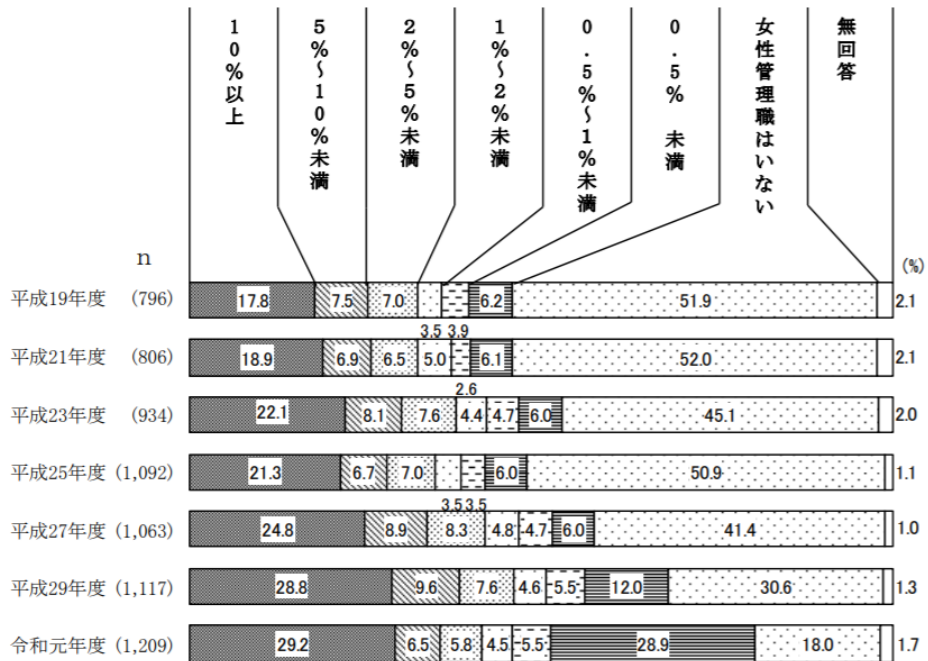 10%以上
5%～10%未満
2%～5%未満
1%～2%未満
0.5%～1%未満
0.5%未満
女性管理職はいない
無回答
n
(%)
平成19年度 (796) 17.8 7.5 7.0 6.2 51.9 2.1
3.5 3.9
平成21年度 (806) 18.9 6.9 6.5 5.0 6.1 52.0 2.1
2.6
平成23年度 (934) 22.1 8.1 7.6 4.4 4.7 6.0 45.1 2.0
平成25年度 (1,092) 21.3 6.7 7.0 6.0 50.9 1.1
3.5 3.5
平成27年度 (1,063) 24.8 8.9 8.3 4.8 4.7 6.0 41.4 1.0
平成29年度 (1,117) 28.8 9.6 7.6 4.6 5.5 12.0 30.6 1.3
令和元年度 (1,209) 29.2 6.5 5.8 4.5 5.5 28.9 18.0 1.7